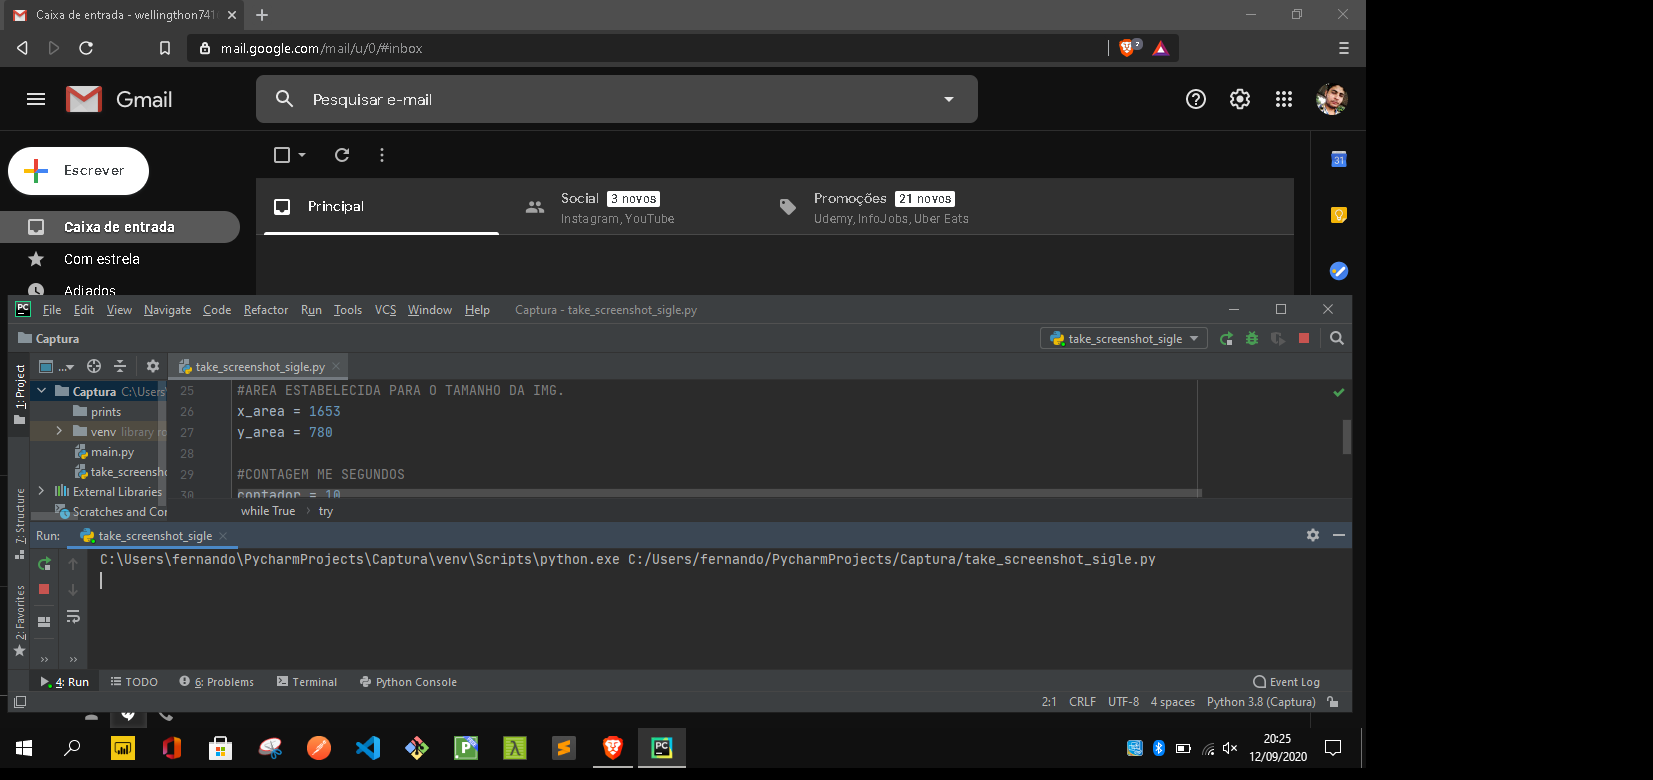 Caixa de entrada - wellingthon741
mail.google.com/mail/u/0/#inbox
2
Gmail
Pesquisar e-mail
Escrever
Principal
Social 3 novos
Instagram, YouTube
Promoções 21 novos
Udemy, InfoJobs, Uber Eats
31
Caixa de entrada
Com estrela
Adiados
PC File Edit View Navigate Code Refactor Run Tools VCS Window Help Captura - take_screenshot_sigle.py
Captura
take_screenshot_sigle
1: Project
...
take_screenshot_sigle.py
Captura C:\Users
prints
venv library ro
main.py
take_screensh
External Libraries
Scratches and Con
25 #AREA ESTABELECIDA PARA O TAMANHO DA IMG.
26 x_area = 1653
27 y_area = 780
28
29 #CONTAGEM ME SEGUNDOS
30 contador = 10
while True › try
7: Structure
2: Favorites
Run: take_screenshot_sigle
C:\Users\fernando\PycharmProjects\Captura\venv\Scripts\python.exe C:/Users/fernando/PycharmProjects/Captura/take_screenshot_sigle.py
4: Run TODO 6: Problems Terminal Python Console Event Log
2:1 CRLF UTF-8 4 spaces Python 3.8 (Captura)
PC
20:25
12/09/2020